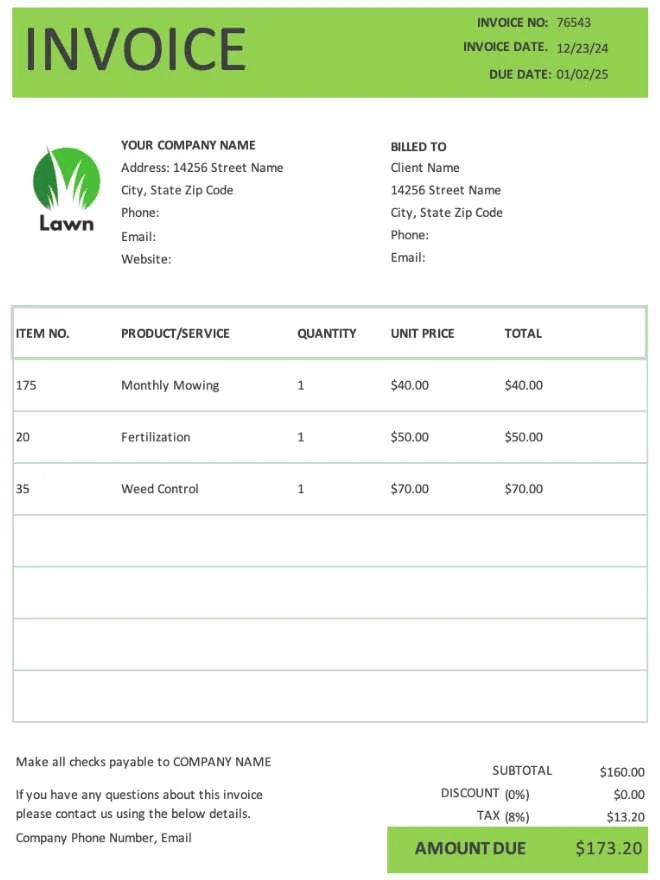 INVOICE
INVOICE NO: 76543
INVOICE DATE. 12/23/24
DUE DATE: 01/02/25
Lawn
YOUR COMPANY NAME
Address: 14256 Street Name
City, State Zip Code
Phone:
Email:
Website:
BILLED TO
Client Name
14256 Street Name
City, State Zip Code
Phone:
Email:
ITEM NO. PRODUCT/SERVICE QUANTITY UNIT PRICE TOTAL
175 Monthly Mowing 1 $40.00 $40.00
20 Fertilization 1 $50.00 $50.00
35 Weed Control 1 $70.00 $70.00
Make all checks payable to COMPANY NAME
If you have any questions about this invoice
please contact us using the below details.
Company Phone Number, Email
SUBTOTAL $160.00
DISCOUNT (0%) $0.00
TAX (8%) $13.20
AMOUNT DUE $173.20